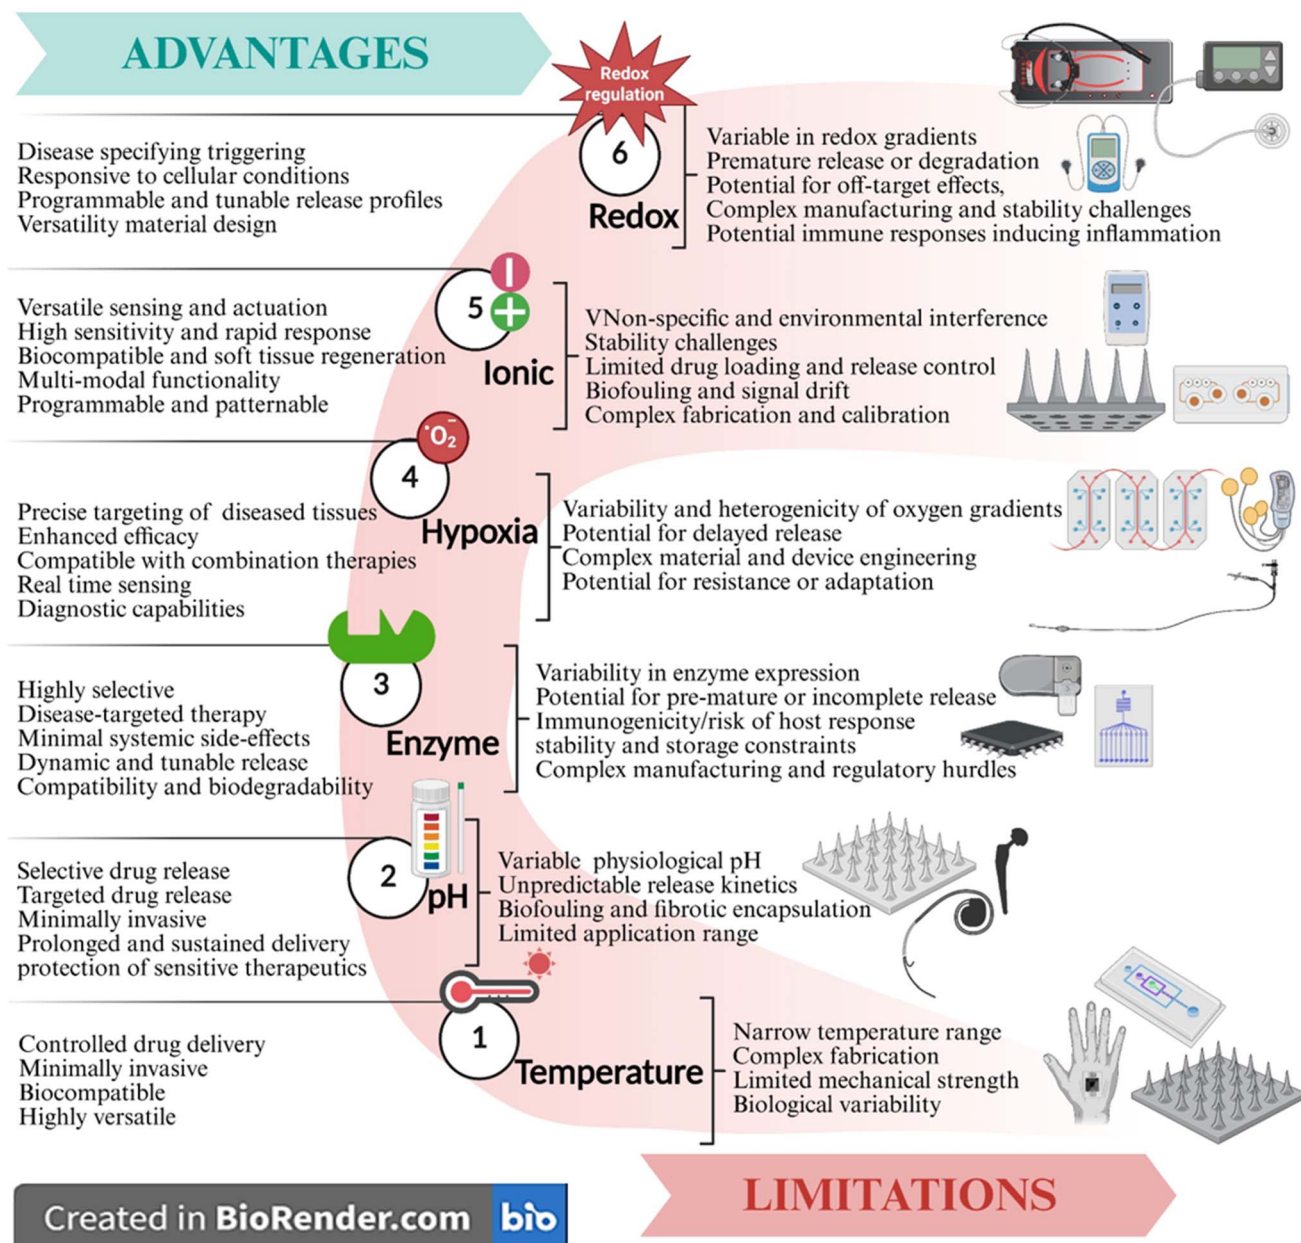 ADVANTAGES
Redox
regulation
6
Redox
Disease specifying triggering
Responsive to cellular conditions
Programmable and tunable release profiles
Versatility material design
Variable in redox gradients
Premature release or degradation
Potential for off-target effects,
Complex manufacturing and stability challenges
Potential immune responses inducing inflammation
5
Ionic
Versatile sensing and actuation
High sensitivity and rapid response
Biocompatible and soft tissue regeneration
Multi-modal functionality
Programmable and patternable
VNon-specific and environmental interference
Stability challenges
Limited drug loading and release control
Biofouling and signal drift
Complex fabrication and calibration
•O₂⁻
4
Hypoxia
Precise targeting of diseased tissues
Enhanced efficacy
Compatible with combination therapies
Real time sensing
Diagnostic capabilities
Variability and heterogenicity of oxygen gradients
Potential for delayed release
Complex material and device engineering
Potential for resistance or adaptation
3
Enzyme
Highly selective
Disease-targeted therapy
Minimal systemic side-effects
Dynamic and tunable release
Compatibility and biodegradability
Variability in enzyme expression
Potential for pre-mature or incomplete release
Immunogenicity/risk of host response
stability and storage constraints
Complex manufacturing and regulatory hurdles
2
pH
Selective drug release
Targeted drug release
Minimally invasive
Prolonged and sustained delivery
protection of sensitive therapeutics
Variable physiological pH
Unpredictable release kinetics
Biofouling and fibrotic encapsulation
Limited application range
1
Temperature
Controlled drug delivery
Minimally invasive
Biocompatible
Highly versatile
Narrow temperature range
Complex fabrication
Limited mechanical strength
Biological variability
LIMITATIONS
Created in BioRender.com bio